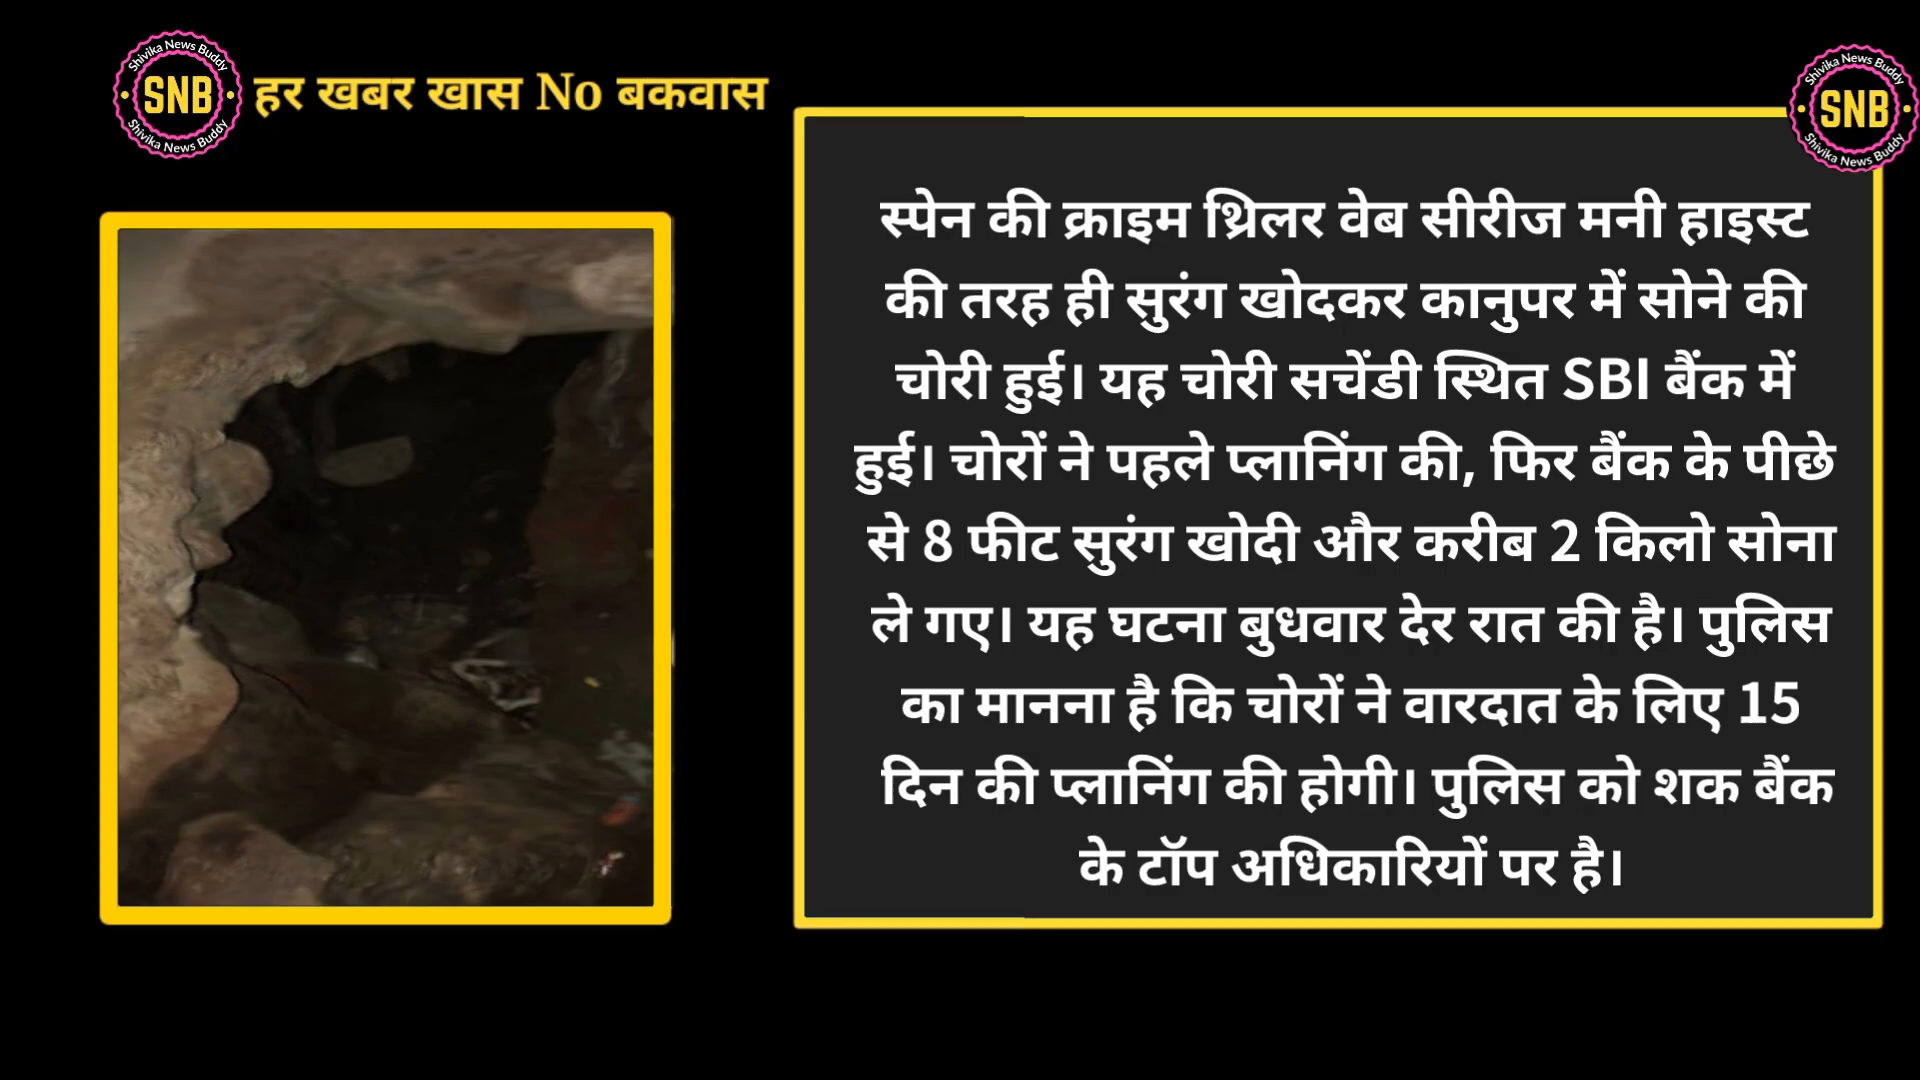 Shivika News Buddy
SNB
Shivika News Buddy
हर खबर खास No बकवास
Shivika News Buddy
SNB
Shivika News Buddy
स्पेन की क्राइम थ्रिलर वेब सीरीज मनी हाइस्ट
की तरह ही सुरंग खोदकर कानुपर में सोने की
चोरी हुई। यह चोरी सचेंडी स्थित SBI बैंक में
हुई। चोरों ने पहले प्लानिंग की, फिर बैंक के पीछे
से 8 फीट सुरंग खोदी और करीब 2 किलो सोना
ले गए। यह घटना बुधवार देर रात की है। पुलिस
का मानना है कि चोरों ने वारदात के लिए 15
दिन की प्लानिंग की होगी। पुलिस को शक बैंक
के टॉप अधिकारियों पर है।